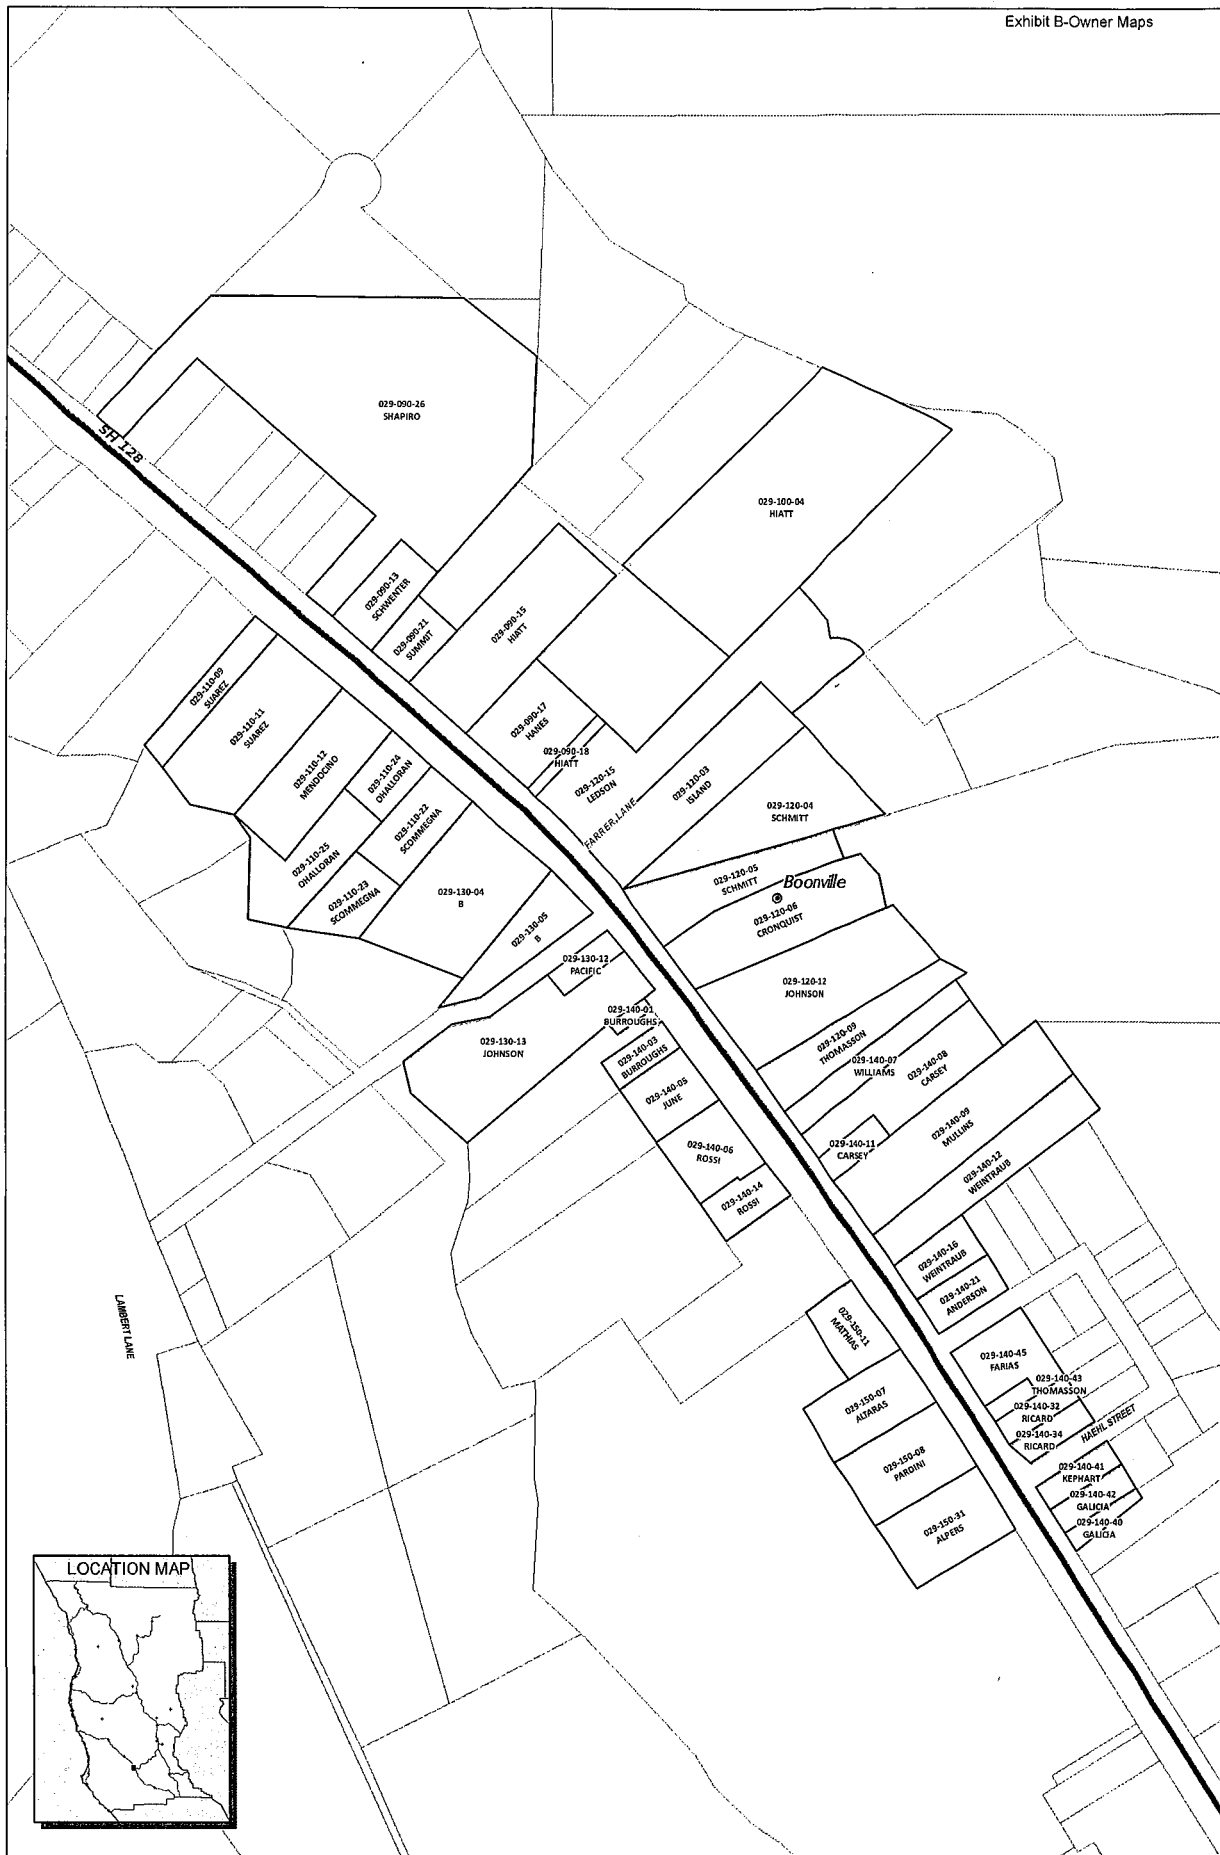 Exhibit B-Owner Maps
029-090-26
SHAPIRO
SH 128
029-100-04
HIATT
029-090-13
SCHWENTER
029-090-21
SUMMIT
029-090-15
HIATT
029-110-09
SUAREZ
029-110-11
SUAREZ
029-110-12
MENDOCINO
029-110-24
OHALLORAN
029-090-17
HANES
029-090-18
HIATT
029-120-15
LEDSON
029-120-03
ISLAND
029-120-04
SCHMITT
FARRER LANE
029-110-22
SCOMMEGNA
029-110-25
OHALLORAN
029-110-23
SCOMMEGNA
029-130-04
B
029-130-05
B
029-120-05
SCHMITT
Boonville
029-120-06
CRONQUIST
029-130-12
PACIFIC
029-120-12
JOHNSON
029-140-01
BURROUGHS
029-130-13
JOHNSON
029-140-03
BURROUGHS
029-120-09
THOMASSON
029-140-07
WILLIAMS
029-140-08
CARSEY
029-140-05
JUNE
029-140-06
ROSSI
029-140-11
CARSEY
029-140-09
MULLINS
029-140-12
WEINTRAUB
029-140-14
ROSSI
029-140-16
WEINTRAUB
029-140-21
ANDERSON
LAMBERT LANE
029-150-11
MATHIAS
029-140-45
FARIAS
029-140-43
THOMASSON
029-150-07
ALTARAS
029-140-32
RICARD
029-140-34
RICARD
HAEHL STREET
029-150-08
PARDINI
029-140-41
KEPHART
029-140-42
GALICIA
029-140-40
GALICIA
029-150-31
ALPERS
LOCATION MAP